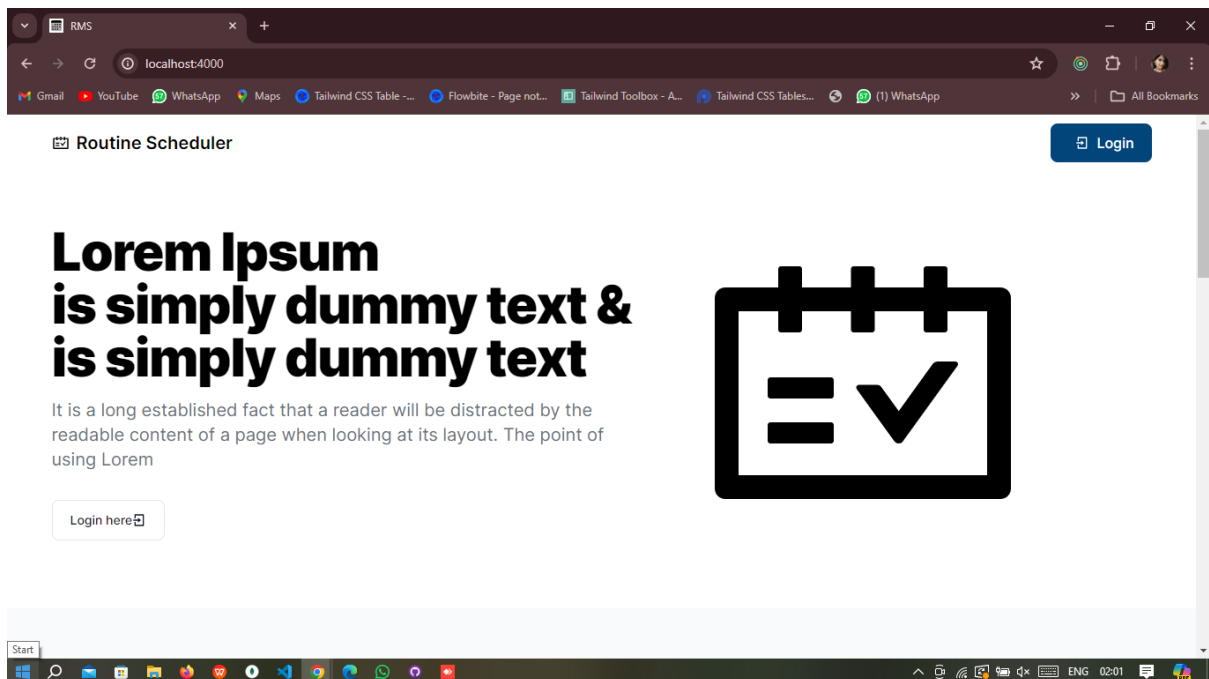 RMS
localhost:4000
Gmail YouTube WhatsApp Maps Tailwind CSS Table -... Flowbite - Page not... Tailwind Toolbox - A... Tailwind CSS Tables... (1) WhatsApp All Bookmarks
Routine Scheduler Login
Lorem Ipsum
is simply dummy text &
is simply dummy text
It is a long established fact that a reader will be distracted by the
readable content of a page when looking at its layout. The point of
using Lorem
Login here
Start
ENG 02:01